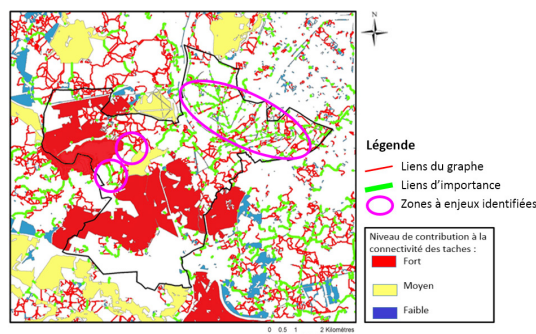 N
Légende
Liens du graphe
Liens d'importance
Zones à enjeux identifiées
Niveau de contribution à la
connectivité des taches :
Fort
Moyen
Faible
0 0.5 1 2 Kilomètres